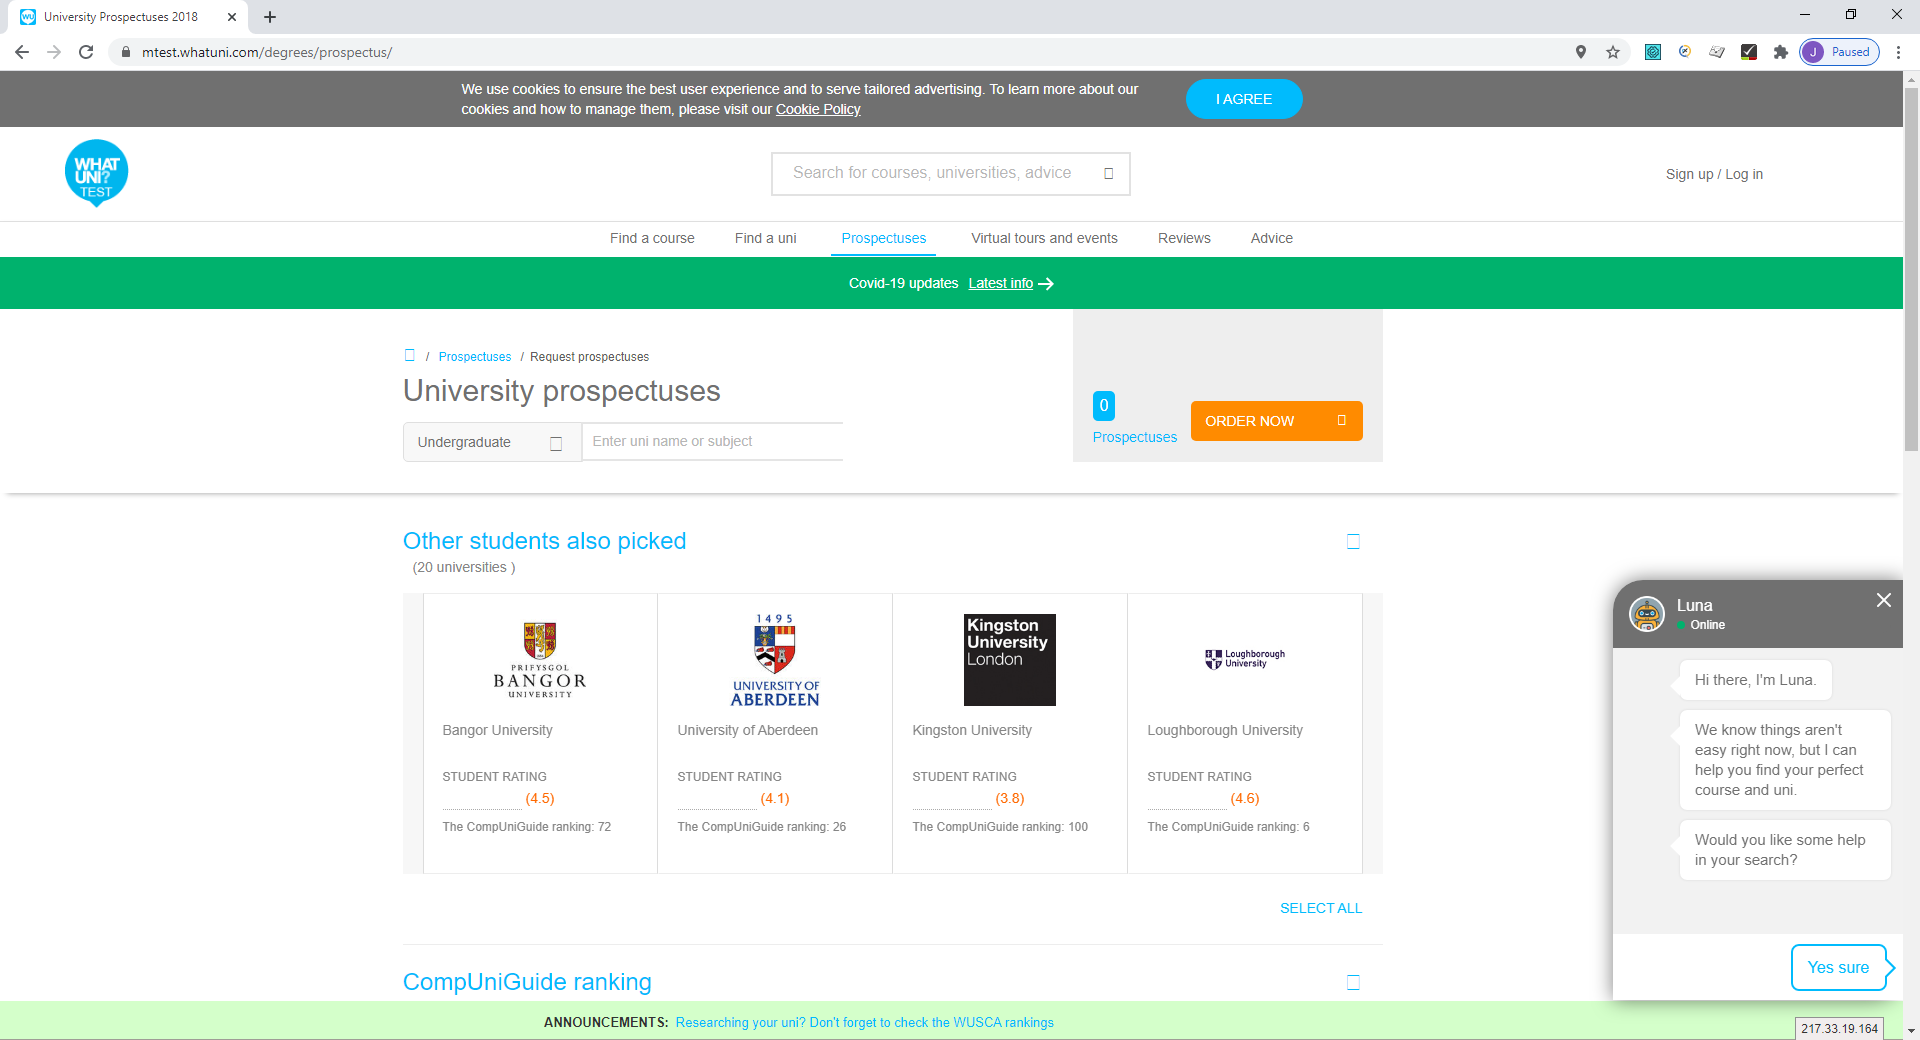 University Prospectuses 2018
mtest.whatuni.com/degrees/prospectus/
J Paused
We use cookies to ensure the best user experience and to serve tailored advertising. To learn more about our
cookies and how to manage them, please visit our Cookie Policy
I AGREE
WHAT
UNI?
TEST
Search for courses, universities, advice
Sign up / Log in
Find a course
Find a uni
Prospectuses
Virtual tours and events
Reviews
Advice
Covid-19 updates Latest info
/ Prospectuses / Request prospectuses
University prospectuses
Undergraduate
Enter uni name or subject
0
Prospectuses
ORDER NOW
Other students also picked
(20 universities )
PRIFYSGOL
BANGOR
UNIVERSITY
Bangor University
STUDENT RATING
(4.5)
The CompUniGuide ranking: 72
1495
UNIVERSITY OF
ABERDEEN
University of Aberdeen
STUDENT RATING
(4.1)
The CompUniGuide ranking: 26
Kingston
University
London
Kingston University
STUDENT RATING
(3.8)
The CompUniGuide ranking: 100
Loughborough
University
Loughborough University
STUDENT RATING
(4.6)
The CompUniGuide ranking: 6
SELECT ALL
CompUniGuide ranking
Luna
Online
Hi there, I'm Luna.
We know things aren't
easy right now, but I can
help you find your perfect
course and uni.
Would you like some help
in your search?
Yes sure
ANNOUNCEMENTS: Researching your uni? Don't forget to check the WUSCA rankings
217.33.19.164